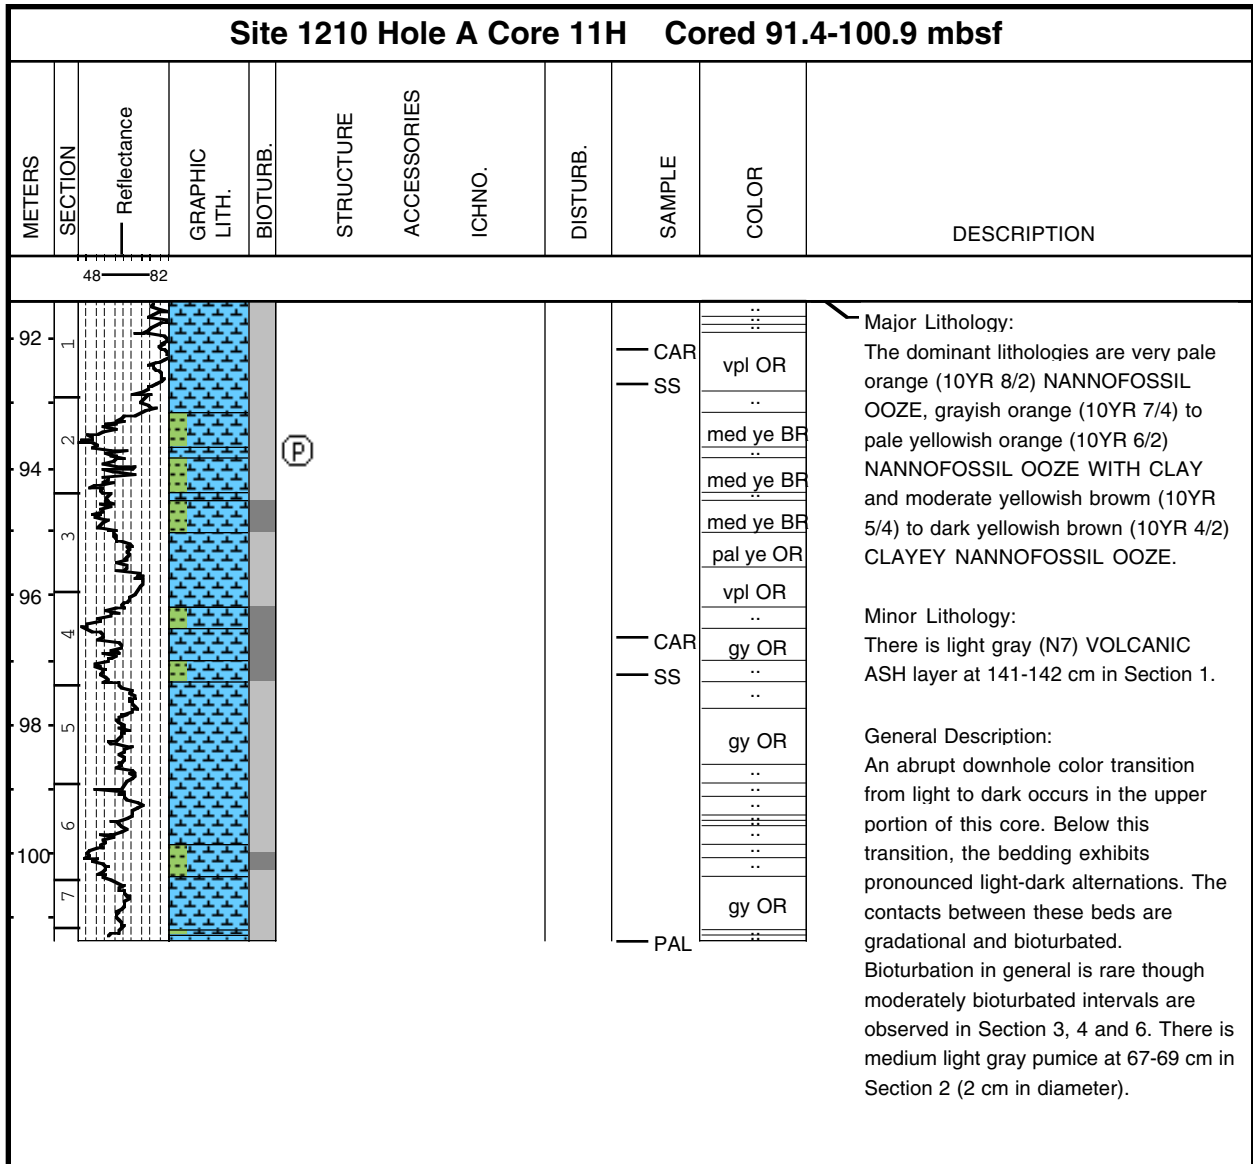 Site 1210 Hole A Core 11H Cored 91.4-100.9 mbsf
METERS
SECTION
Reflectance
GRAPHIC
LITH.
BIOTURB.
STRUCTURE
ACCESSORIES
ICHNO.
DISTURB.
SAMPLE
COLOR
DESCRIPTION
48 82
92
94
96
98
100
1
2
3
4
5
6
7
P
CAR
SS
CAR
SS
PAL
..
..
..
vpl OR
..
med ye BR
..
med ye BR
..
med ye BR
pal ye OR
vpl OR
..
gy OR
..
..
gy OR
..
..
..
..
..
..
..
gy OR
..
..
Major Lithology:
The dominant lithologies are very pale
orange (10YR 8/2) NANNOFOSSIL
OOZE, grayish orange (10YR 7/4) to
pale yellowish orange (10YR 6/2)
NANNOFOSSIL OOZE WITH CLAY
and moderate yellowish browm (10YR
5/4) to dark yellowish brown (10YR 4/2)
CLAYEY NANNOFOSSIL OOZE.
Minor Lithology:
There is light gray (N7) VOLCANIC
ASH layer at 141-142 cm in Section 1.
General Description:
An abrupt downhole color transition
from light to dark occurs in the upper
portion of this core. Below this
transition, the bedding exhibits
pronounced light-dark alternations. The
contacts between these beds are
gradational and bioturbated.
Bioturbation in general is rare though
moderately bioturbated intervals are
observed in Section 3, 4 and 6. There is
medium light gray pumice at 67-69 cm in
Section 2 (2 cm in diameter).